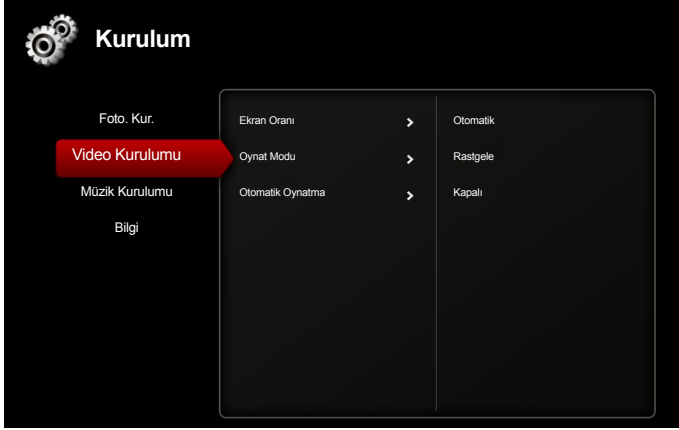 Kurulum
Foto. Kur.
Video Kurulumu
Müzik Kurulumu
Bilgi
Ekran Oranı
Otomatik
Oynat Modu
Rastgele
Otomatik Oynatma
Kapalı